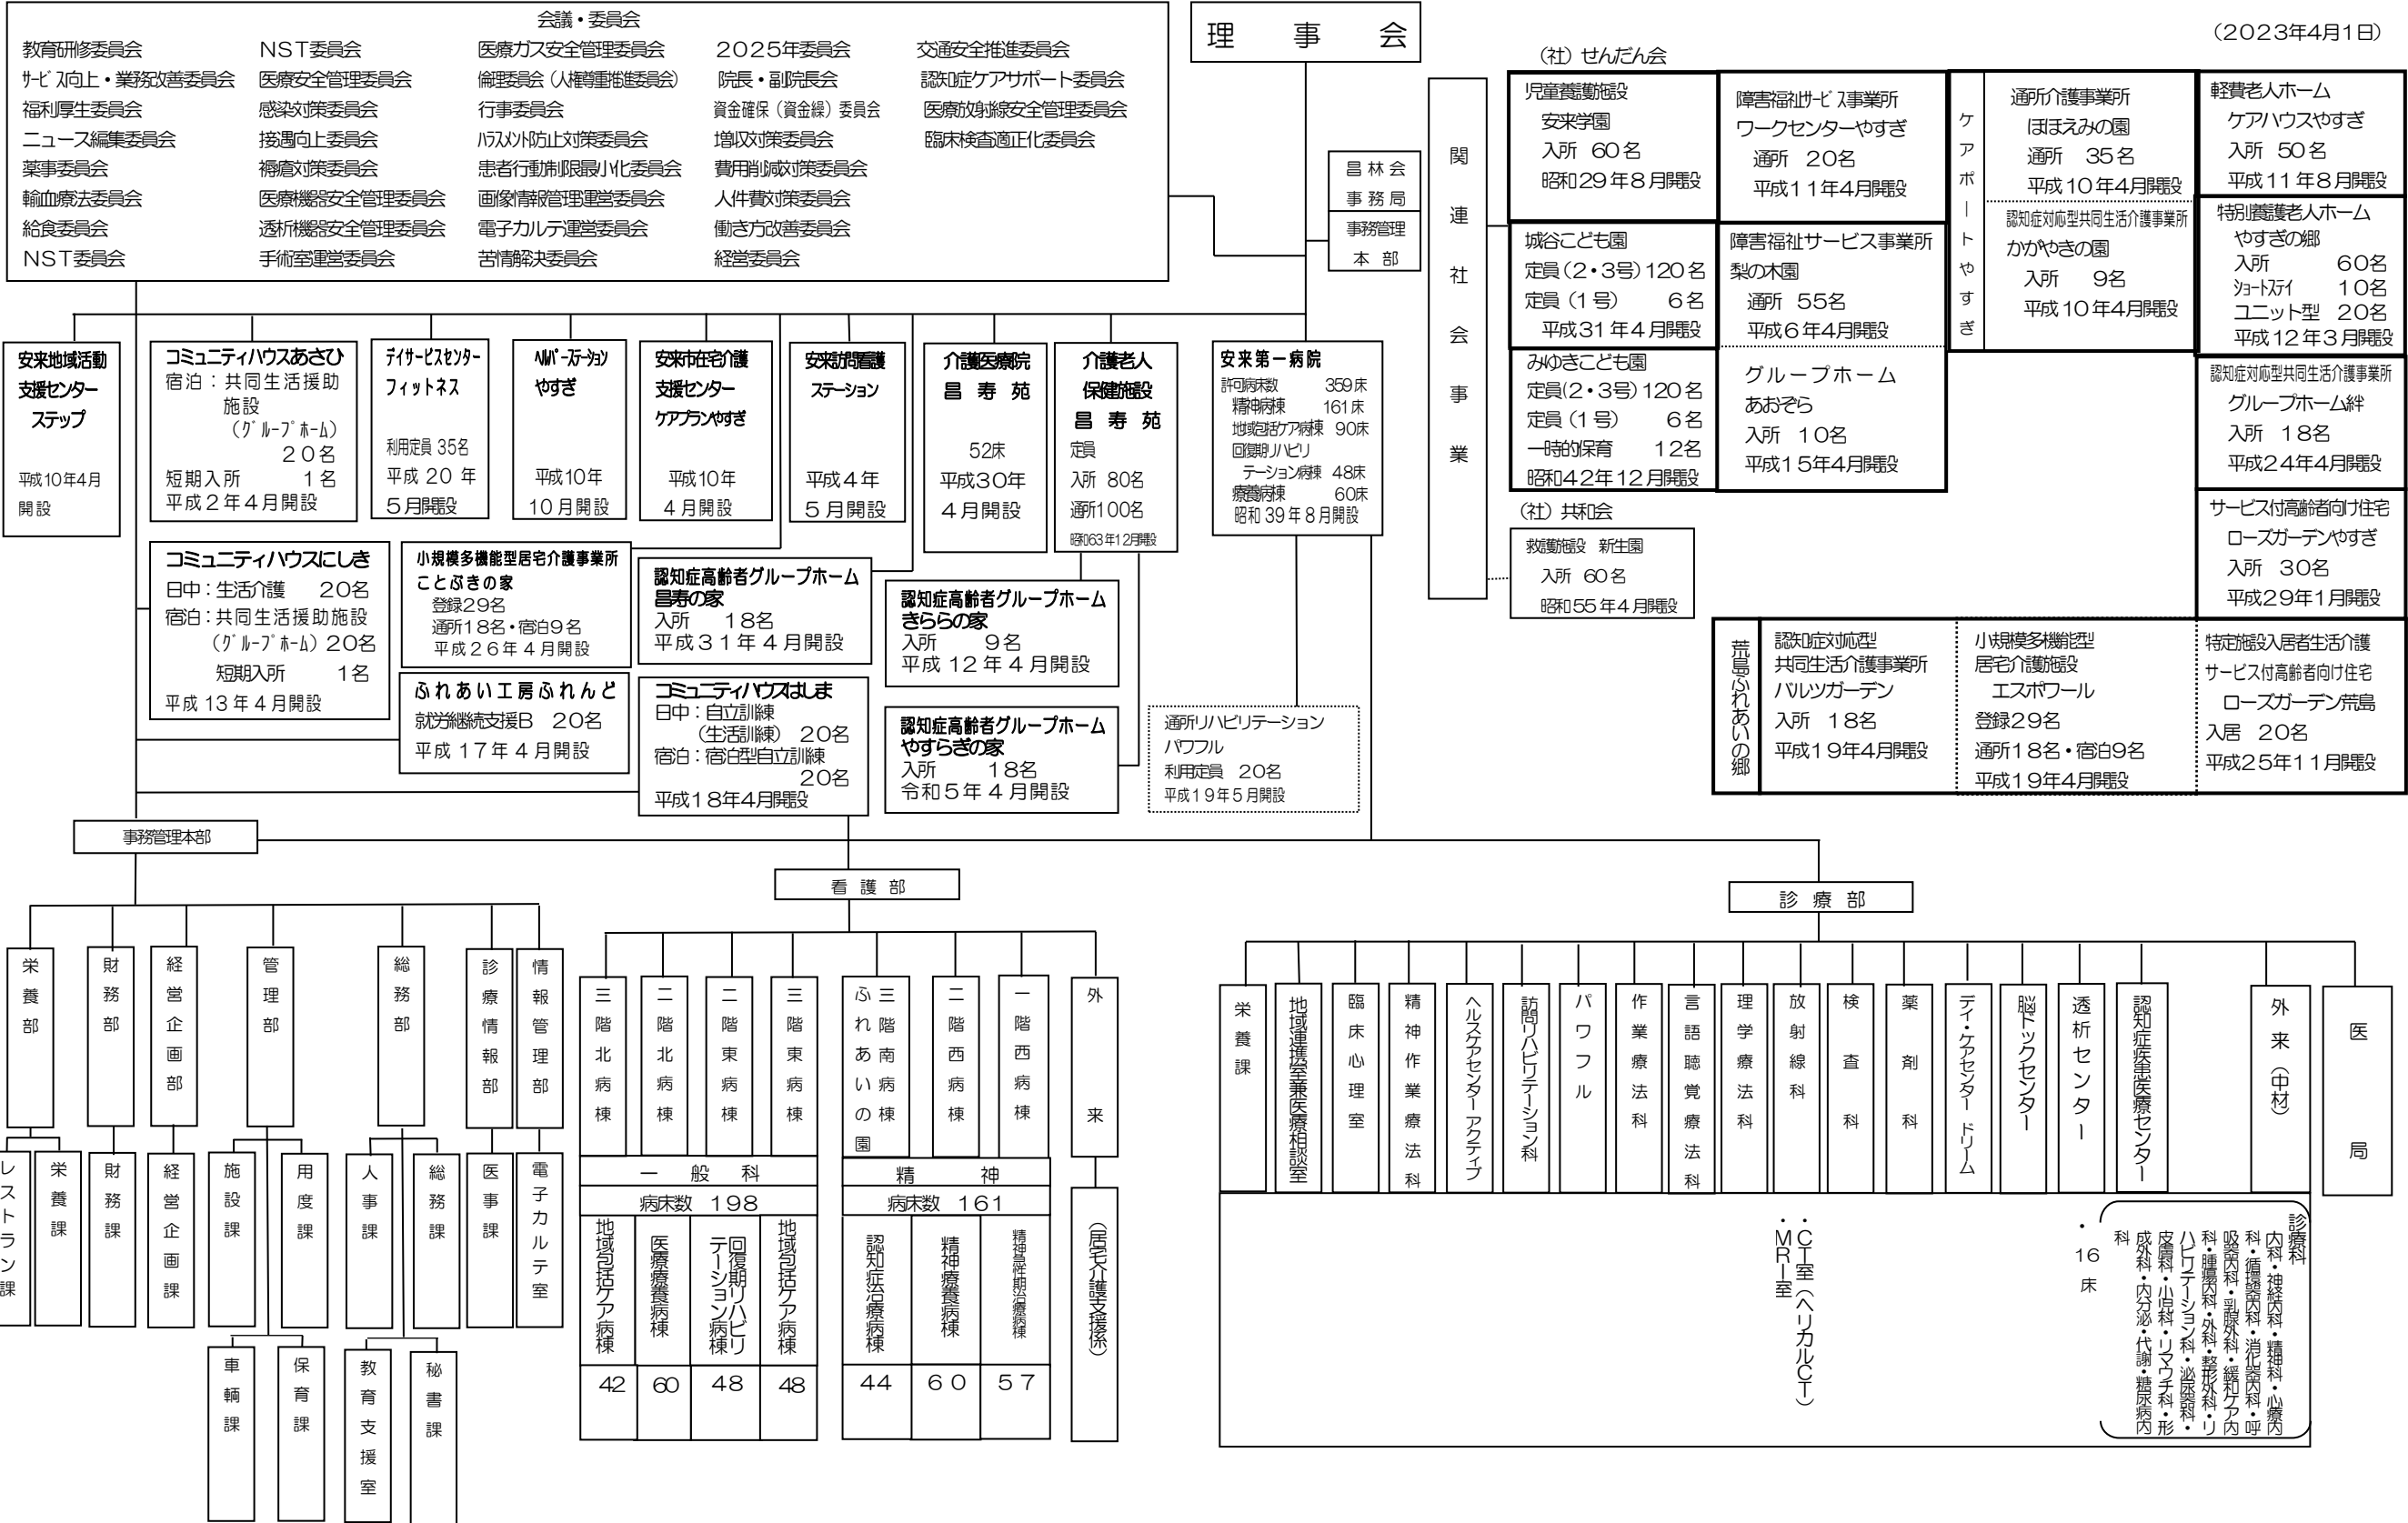 会議・委員会
教育研修委員会
サービス向上・業務改善委員会
福利厚生委員会
ニュース編集委員会
薬事委員会
輸血療法委員会
給食委員会
NST委員会
NST委員会
医療安全管理委員会
感染対策委員会
接遇向上委員会
褥瘡対策委員会
医療機器安全管理委員会
透析機器安全管理委員会
手術室運営委員会
医療ガス安全管理委員会
倫理委員会(人権尊重推進委員会)
行事委員会
ハラスメント防止対策委員会
患者行動制限最小化委員会
画像情報管理運営委員会
電子カルテ運営委員会
苦情解決委員会
2025年委員会
院長・副院長会
資金確保(資金繰)委員会
増収対策委員会
費用削減対策委員会
人件費対策委員会
働き方改善委員会
経営委員会
交通安全推進委員会
認知症ケアサポート委員会
医療放射線安全管理委員会
臨床検査適正化委員会
理事会
(2023年4月1日)
昌林会
事務局
事務管理
本部
関連社会事業
(社)せんだん会
児童養護施設
安来学園
入所 60名
昭和29年8月開設
城谷こども園
定員(2・3号)120名
定員(1号) 6名
平成31年4月開設
みゆきこども園
定員(2・3号)120名
定員(1号) 6名
一時的保育 12名
昭和42年12月開設
障害福祉サービス事業所
ワークセンターやすぎ
通所 20名
平成11年4月開設
障害福祉サービス事業所
梨の木園
通所 55名
平成6年4月開設
グループホーム
あおぞら
入所 10名
平成15年4月開設
ケアポートやすぎ
通所介護事業所
ほほえみの園
通所 35名
平成10年4月開設
認知症対応型共同生活介護事業所
かがやきの園
入所 9名
平成10年4月開設
軽費老人ホーム
ケアハウスやすぎ
入所 50名
平成11年8月開設
特別養護老人ホーム
やすぎの郷
入所 60名
ショートステイ 10名
ユニット型 20名
平成12年3月開設
認知症対応型共同生活介護事業所
グループホーム絆
入所 18名
平成24年4月開設
サービス付高齢者向け住宅
ローズガーデンやすぎ
入所 30名
平成29年1月開設
(社)共和会
救護施設 新生園
入所 60名
昭和55年4月開設
荒島ふれあいの郷
認知症対応型
共同生活介護事業所
バルツガーデン
入所 18名
平成19年4月開設
小規模多機能型
居宅介護施設
エスポワール
登録29名
通所18名・宿泊9名
平成19年4月開設
特定施設入居者生活介護
サービス付高齢者向け住宅
ローズガーデン荒島
入居 20名
平成25年11月開設
安来地域活動
支援センター
ステップ
平成10年4月
開設
コミュニティハウスあさひ
宿泊:共同生活援助
施設
(グループホーム)
20名
短期入所 1名
平成2年4月開設
デイサービスセンター
フィットネス
利用定員35名
平成20年
5月開設
ヘルパーステーション
やすぎ
平成10年
10月開設
安来市在宅介護
支援センター
ケアプランやすぎ
平成10年
4月開設
安来訪問看護
ステーション
平成4年
5月開設
介護医療院
昌寿苑
52床
平成30年
4月開設
介護老人
保健施設
昌寿苑
定員
入所 80名
通所100名
昭和63年12月開設
安来第一病院
許可病床数 359床
精神病棟 161床
地域包括ケア病棟 90床
回復期リハビリ
テーション病棟 48床
療養病棟 60床
昭和39年8月開設
コミュニティハウスにしき
日中:生活介護 20名
宿泊:共同生活援助施設
(グループホーム)20名
短期入所 1名
平成13年4月開設
小規模多機能型居宅介護事業所
ことぶきの家
登録29名
通所18名・宿泊9名
平成26年4月開設
認知症高齢者グループホーム
昌寿の家
入所 18名
平成31年4月開設
認知症高齢者グループホーム
きららの家
入所 9名
平成12年4月開設
ふれあい工房ふれんど
就労継続支援B 20名
平成17年4月開設
コミュニティハウスはしま
日中:自立訓練
(生活訓練) 20名
宿泊:宿泊型自立訓練
20名
平成18年4月開設
認知症高齢者グループホーム
やすらぎの家
入所 18名
令和5年4月開設
通所リハビリテーション
パワフル
利用定員 20名
平成19年5月開設
事務管理本部
看護部
診療部
栄養部
財務部
経営企画部
管理部
総務部
診療情報部
情報管理部
レストラン課
栄養課
財務課
経営企画課
施設課
用度課
人事課
総務課
医事課
電子カルテ室
車輌課
保育課
教育支援室
秘書課
三階北病棟
二階北病棟
二階東病棟
三階東病棟
三階南病棟
ふれあいの園
二階西病棟
一階西病棟
外来
一般科
病床数 198
精神
病床数 161
地域包括ケア病棟
医療療養病棟
回復期リハビリ
テーション病棟
地域包括ケア病棟
認知症治療病棟
精神療養病棟
精神急性期治療病棟
(居宅介護支援係)
42
60
48
48
44
60
57
栄養課
地域連携室兼医療相談室
臨床心理室
精神作業療法科
ヘルスケアセンター アクティブ
訪問リハビリテーション科
パワフル
作業療法科
言語聴覚療法科
理学療法科
放射線科
検査科
薬剤科
デイ・ケアセンター ドリーム
脳ドックセンター
透析センター
認知症疾患医療センター
外来(中材)
医局
・CT室(ヘリカルCT)
・MRI室
・16床
診療科
内科・神経内科・精神科・心療内
科・循環器内科・消化器内科・呼
吸器内科・乳腺外科・緩和ケア内
科・腫瘍内科・外科・整形外科・リ
ハビリテーション科・泌尿器科・
皮膚科・小児科・リマウチ科・形
成外科・内分泌・代謝・糖尿病内
科